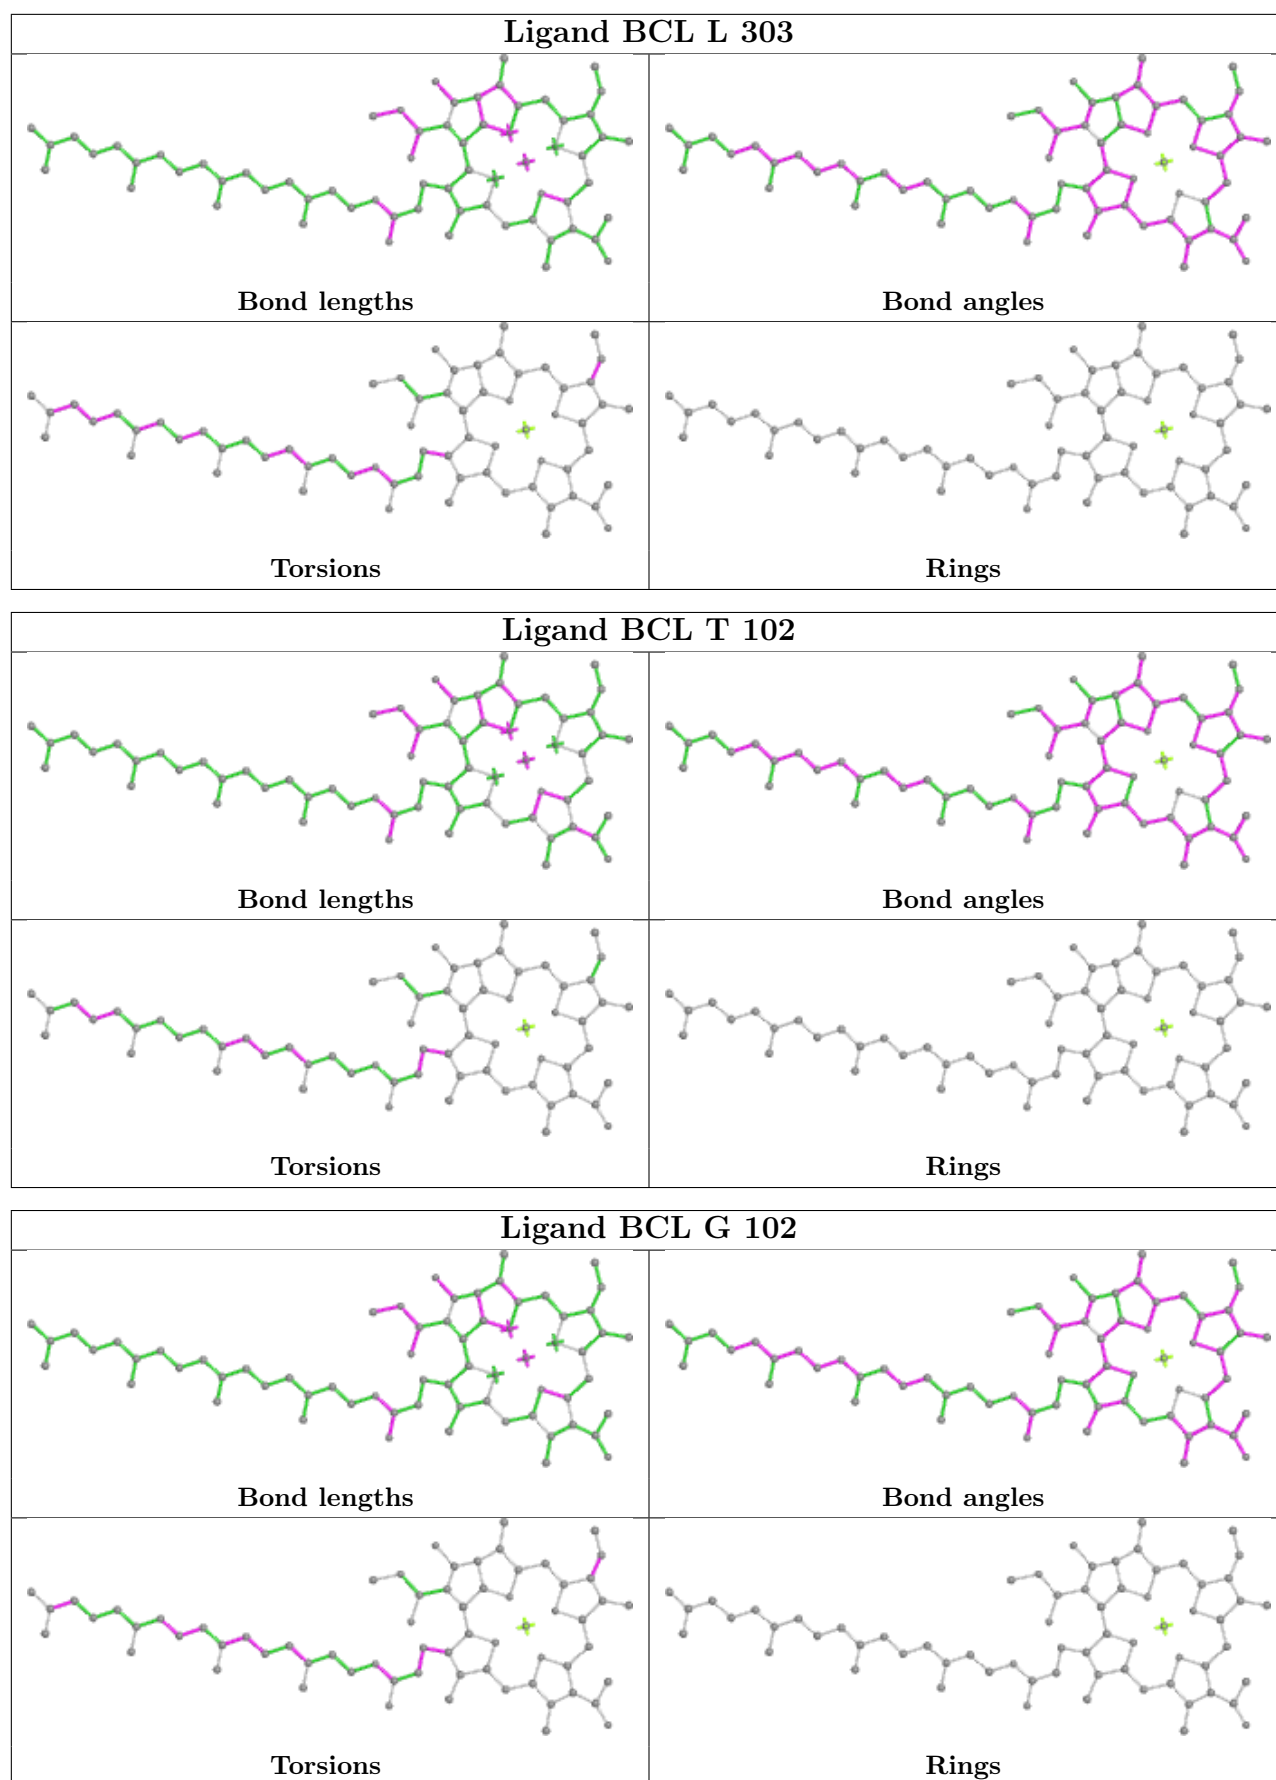 Ligand BCL L 303
Bond lengths
Bond angles
Torsions
Rings
Ligand BCL T 102
Bond lengths
Bond angles
Torsions
Rings
Ligand BCL G 102
Bond lengths
Bond angles
Torsions
Rings